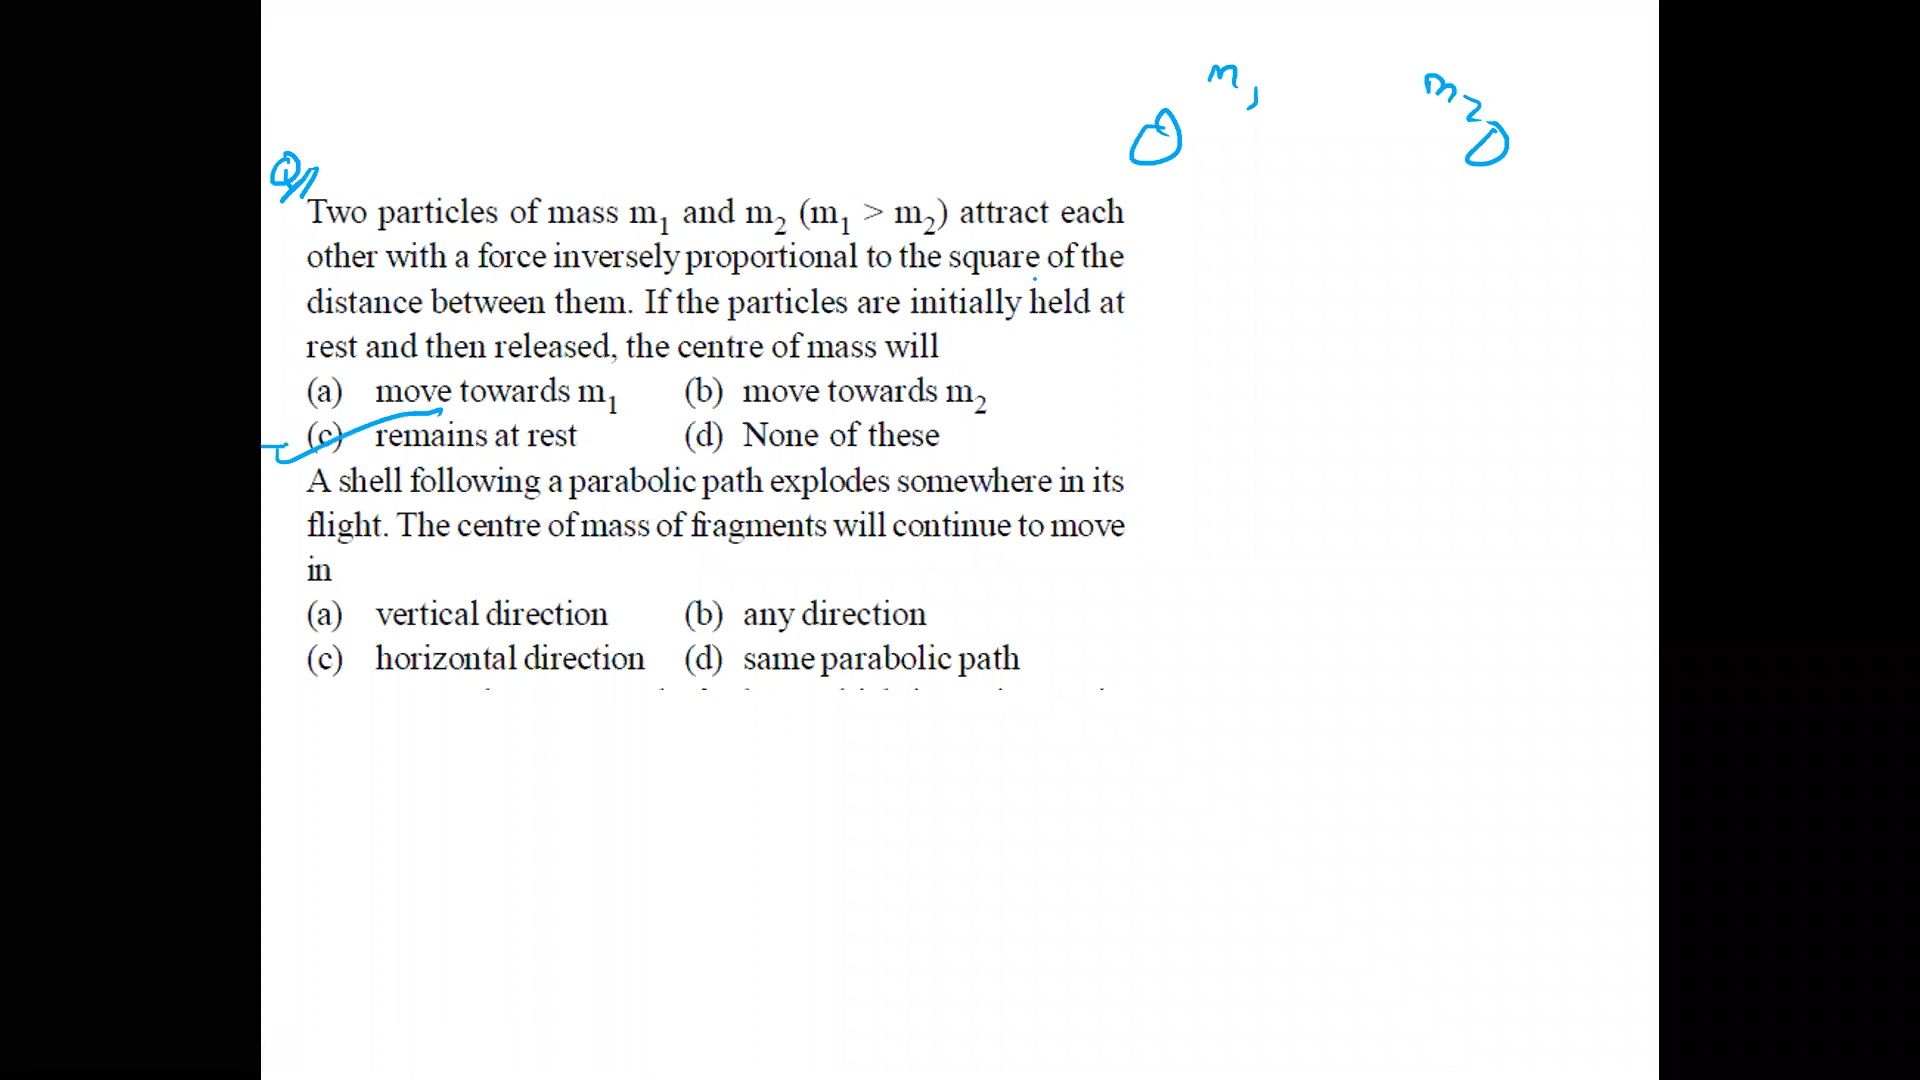 m1
m2
Q1
Two particles of mass m₁ and m₂ (m₁ > m₂) attract each
other with a force inversely proportional to the square of the
distance between them. If the particles are initially held at
rest and then released, the centre of mass will
(a) move towards m₁ (b) move towards m₂
(c) remains at rest (d) None of these
A shell following a parabolic path explodes somewhere in its
flight. The centre of mass of fragments will continue to move
in
(a) vertical direction (b) any direction
(c) horizontal direction (d) same parabolic path